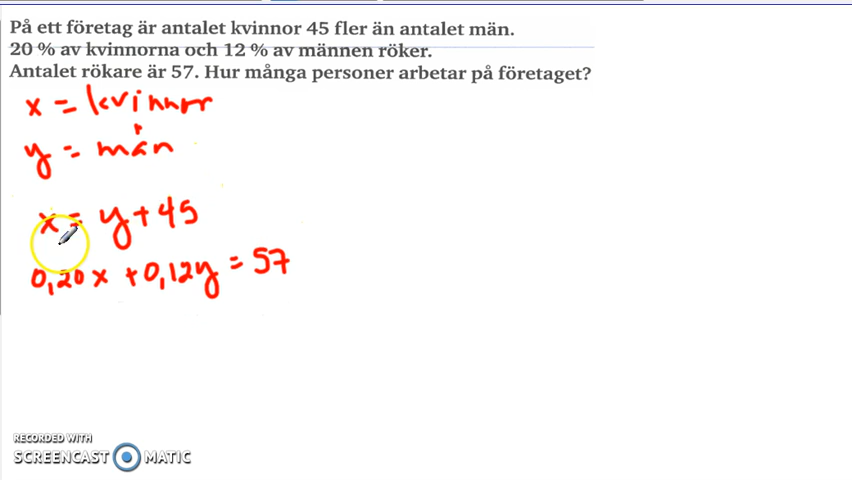 På ett företag är antalet kvinnor 45 fler än antalet män.
20 % av kvinnorna och 12 % av männen röker.
Antalet rökare är 57. Hur många personer arbetar på företaget?
x = kvinnor
y = män
x = y + 45
0,20x + 0,12y = 57
RECORDED WITH
SCREENCAST MATIC